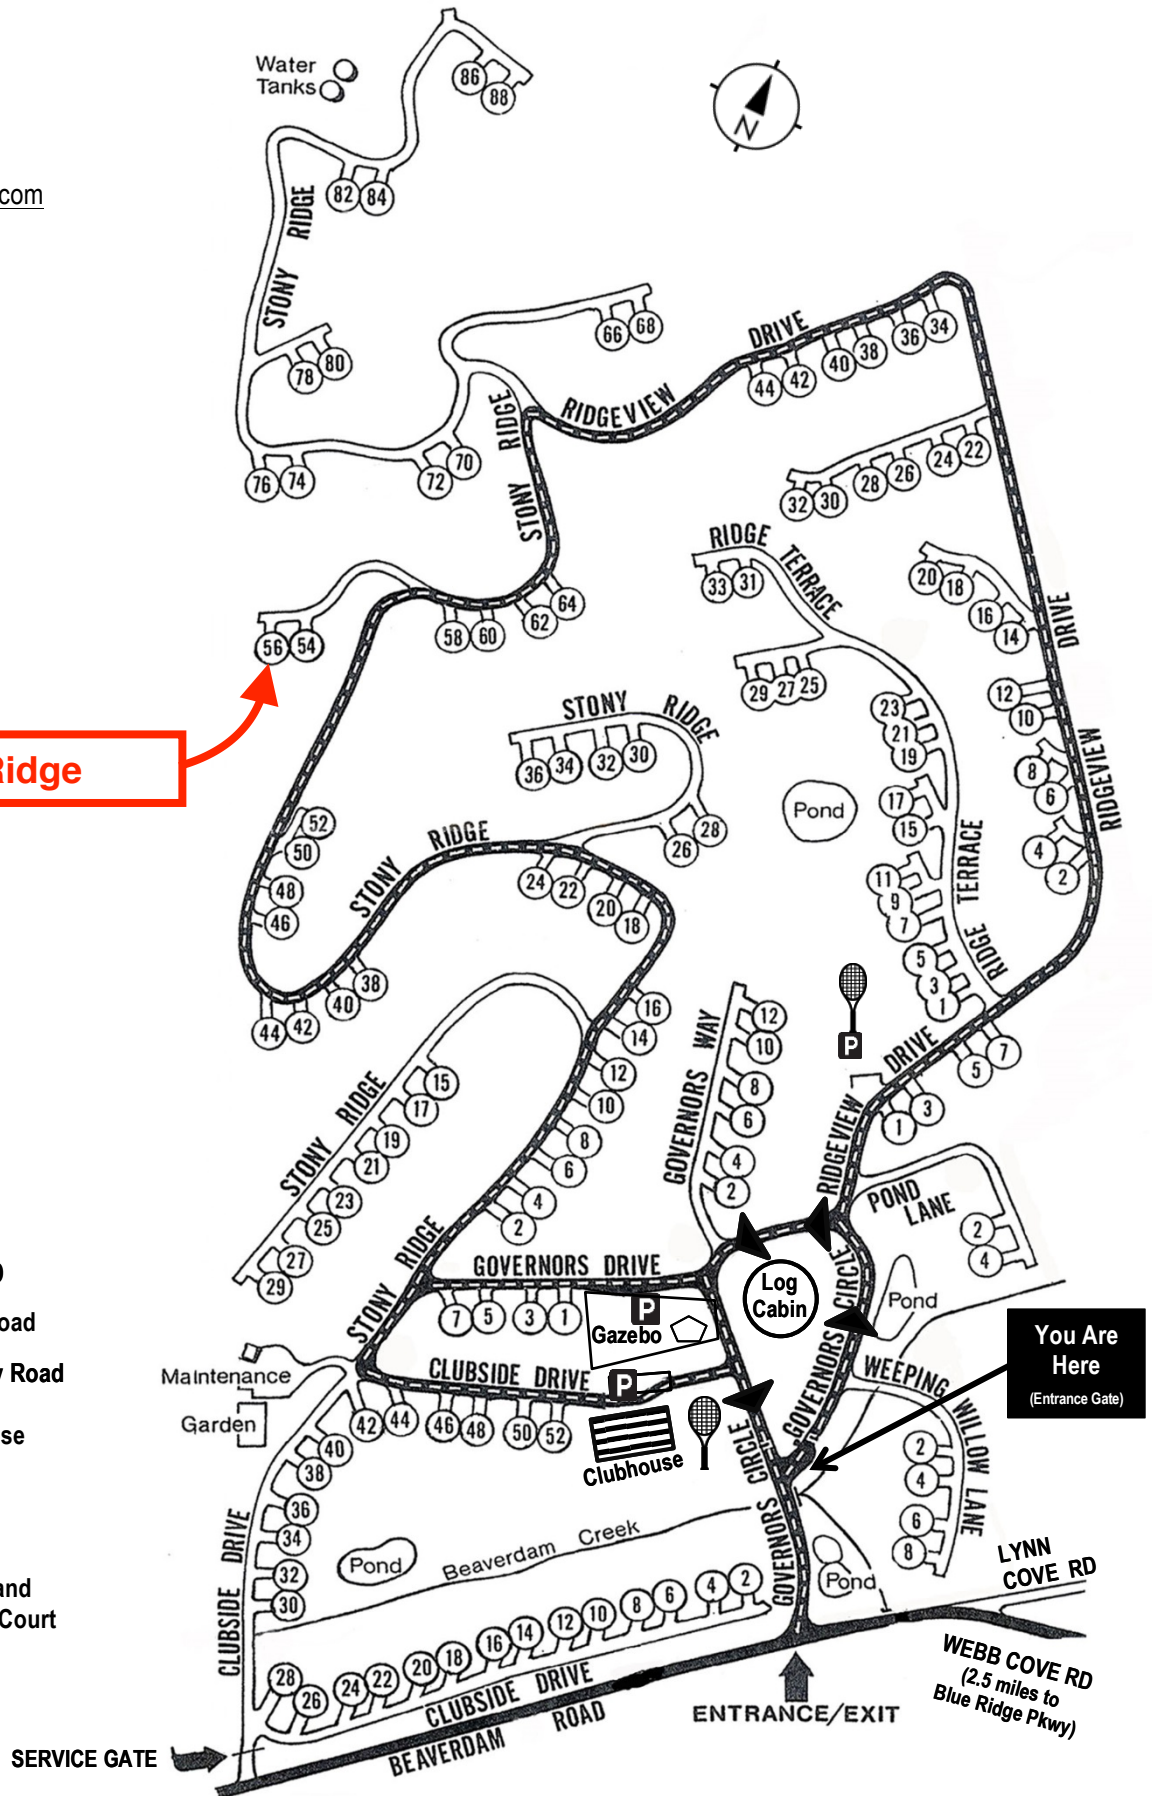 Water
Tanks
86
88
N
com
82
84
STONY RIDGE
78
80
66
68
76
74
72
70
STONY RIDGE
RIDGEVIEW DRIVE
44
42
40
38
36
34
32
30
28
26
24
22
RIDGE TERRACE
33
31
20
18
16
14
DRIVE
56
54
58
60
62
64
29
27
25
12
10
Ridge
STONY RIDGE
36
34
32
30
28
26
23
21
19
8
6
RIDGEVIEW
Pond
17
15
4
2
52
50
48
46
STONY RIDGE
24
22
20
18
11
9
7
5
3
1
TERRACE
RIDGE
44
42
40
38
16
14
12
10
8
6
4
2
GOVERNORS WAY
12
10
8
6
4
2
P
DRIVE
7
5
3
1
RIDGEVIEW
STONY RIDGE
15
17
19
21
23
25
27
29
POND
LANE
2
4
STONY RIDGE
GOVERNORS DRIVE
7
5
3
1
P
Gazebo
Log
Cabin
GOVERNORS CIRCLE
Pond
oad
y Road
se
and
Court
You Are
Here
(Entrance Gate)
Maintenance
Garden
CLUBSIDE DRIVE
P
42
44
46
48
50
52
Clubhouse
GOVERNORS CIRCLE
WEEPING WILLOW LANE
2
4
6
8
40
38
36
34
32
30
CLUBSIDE DRIVE
Pond
Beaverdam Creek
Pond
LYNN
COVE RD
28
26
24
22
20
18
16
14
12
10
8
6
4
2
CLUBSIDE DRIVE
BEAVERDAM ROAD
ENTRANCE/EXIT
WEBB COVE RD
(2.5 miles to
Blue Ridge Pkwy)
SERVICE GATE